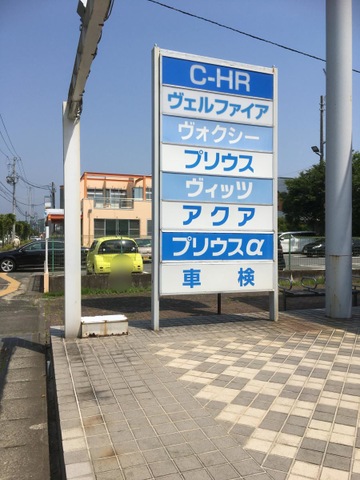 C-HR
ヴェルファイア
ヴォクシー
プリウス
ヴィッツ
アクア
プリウスα
車検